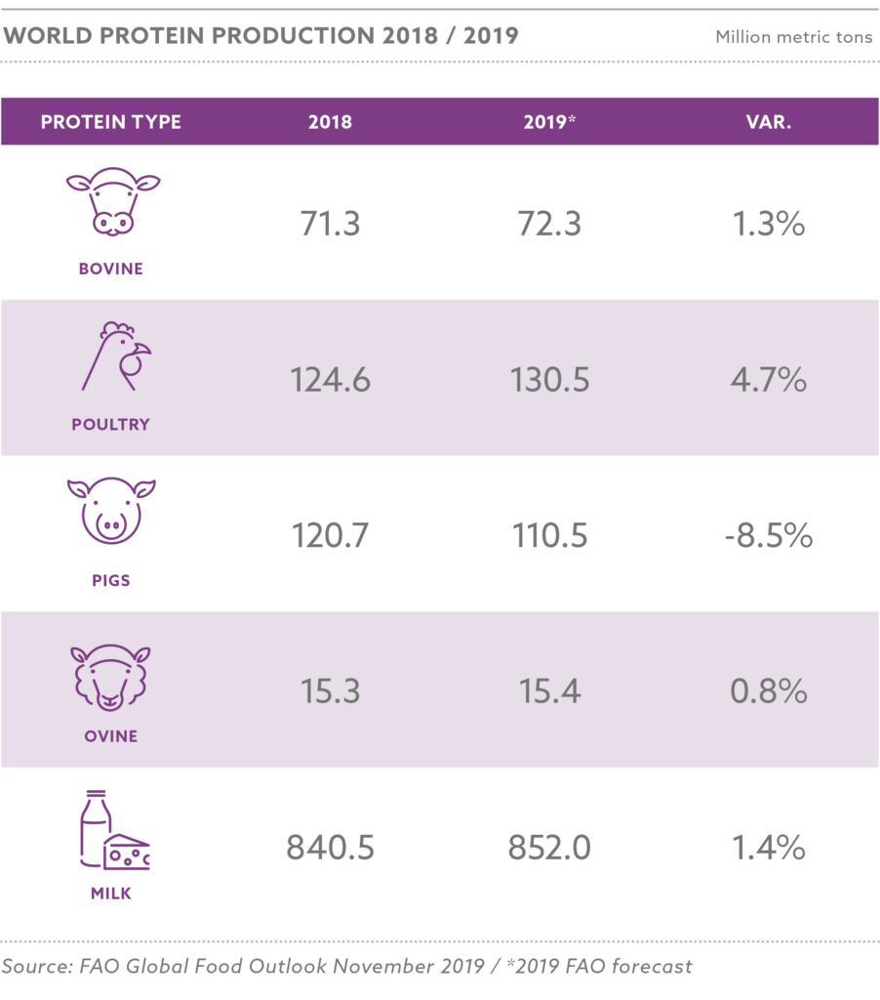 WORLD PROTEIN PRODUCTION 2018 / 2019 Million metric tons
PROTEIN TYPE 2018 2019* VAR.
BOVINE 71.3 72.3 1.3%
POULTRY 124.6 130.5 4.7%
PIGS 120.7 110.5 -8.5%
OVINE 15.3 15.4 0.8%
MILK 840.5 852.0 1.4%
Source: FAO Global Food Outlook November 2019 / *2019 FAO forecast